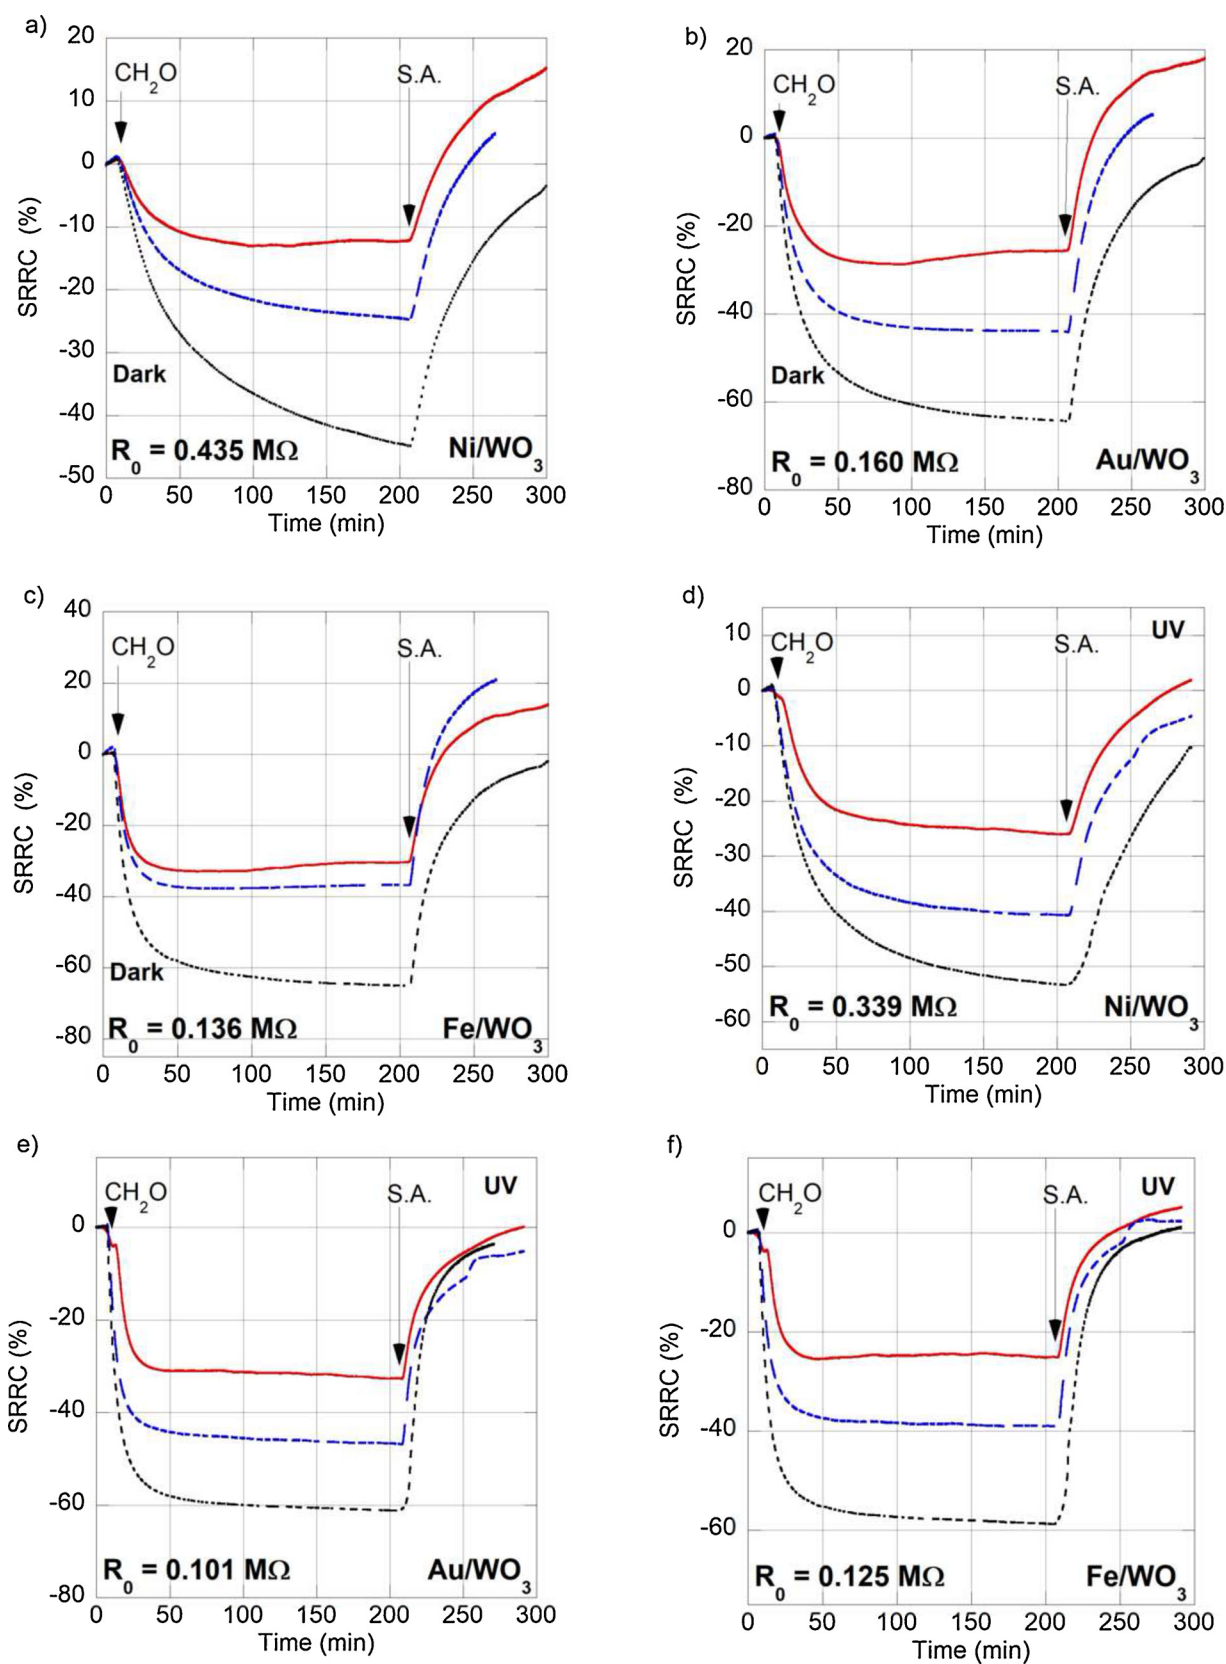 a)
20
10
0
-10
-20
-30
-40
-50
SRRC (%)
CH2O
S.A.
Dark
R0 = 0.435 MΩ
Ni/WO3
0 50 100 150 200 250 300
Time (min)
b)
20
0
-20
-40
-60
-80
SRRC (%)
CH2O
S.A.
Dark
R0 = 0.160 MΩ
Au/WO3
0 50 100 150 200 250 300
Time (min)
c)
40
20
0
-20
-40
-60
-80
SRRC (%)
CH2O
S.A.
Dark
R0 = 0.136 MΩ
Fe/WO3
0 50 100 150 200 250 300
Time (min)
d)
10
0
-10
-20
-30
-40
-50
-60
SRRC (%)
UV
CH2O
S.A.
R0 = 0.339 MΩ
Ni/WO3
0 50 100 150 200 250 300
Time (min)
e)
0
-20
-40
-60
-80
SRRC (%)
UV
CH2O
S.A.
R0 = 0.101 MΩ
Au/WO3
0 50 100 150 200 250 300
Time (min)
f)
0
-20
-40
-60
SRRC (%)
UV
CH2O
S.A.
R0 = 0.125 MΩ
Fe/WO3
0 50 100 150 200 250 300
Time (min)